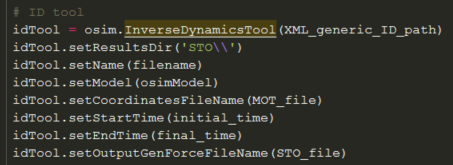 # ID tool
idTool = osim.InverseDynamicsTool(XML_generic_ID_path)
idTool.setResultsDir('STO\\')
idTool.setName(filename)
idTool.setModel(osimModel)
idTool.setCoordinatesFileName(MOT_file)
idTool.setStartTime(initial_time)
idTool.setEndTime(final_time)
idTool.setOutputGenForceFileName(STO_file)